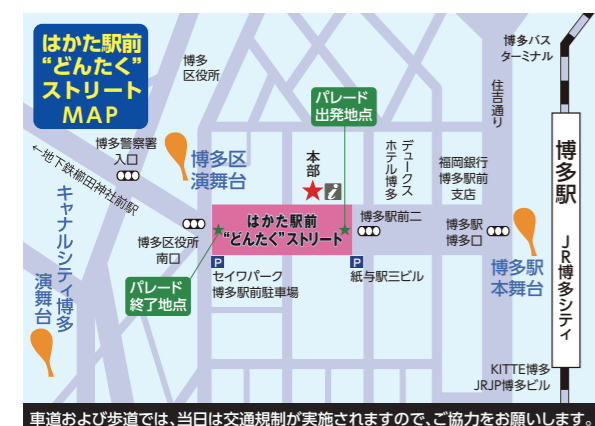 はかた駅前
“どんたく”
ストリート
MAP
博多
区役所
博多バス
ターミナル
パレード
出発地点
住吉通り
博多警察署
入口
←地下鉄櫛田神社前駅
博多区
演舞台
本部
デュークス
ホテル博多
福岡銀行
博多駅前
支店
博多駅
JR博多シティ
キャナルシティ博多
演舞台
はかた駅前
“どんたく”ストリート
博多駅前二
博多区役所
南口
博多駅
博多口
P
セイワパーク
博多駅前駐車場
P
紙与駅三ビル
博多駅
本舞台
パレード
終了地点
KITTE博多
JRJP博多ビル
車道および歩道では、当日は交通規制が実施されますので、ご協力をお願いします。